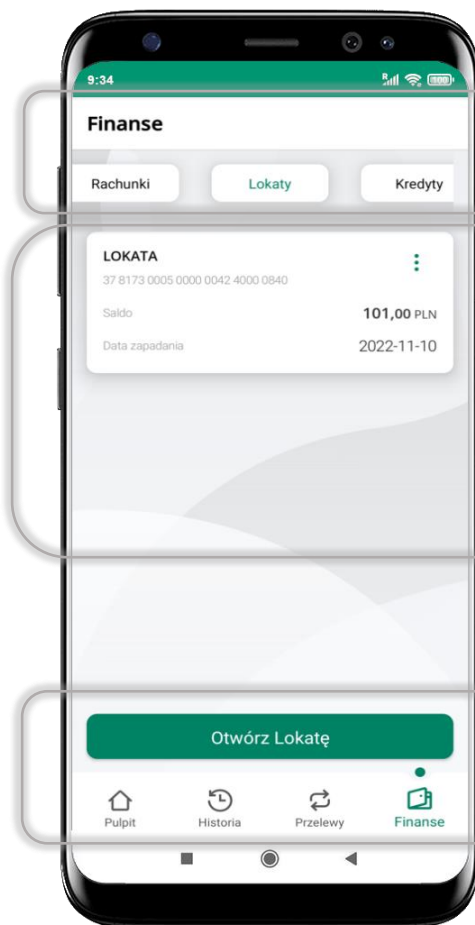 9:34
Finanse
Rachunki Lokaty Kredyty
LOKATA
37 8173 0005 0000 0042 4000 0840
Saldo 101,00 PLN
Data zapadania 2022-11-10
Otwórz Lokatę
Pulpit Historia Przelewy Finanse